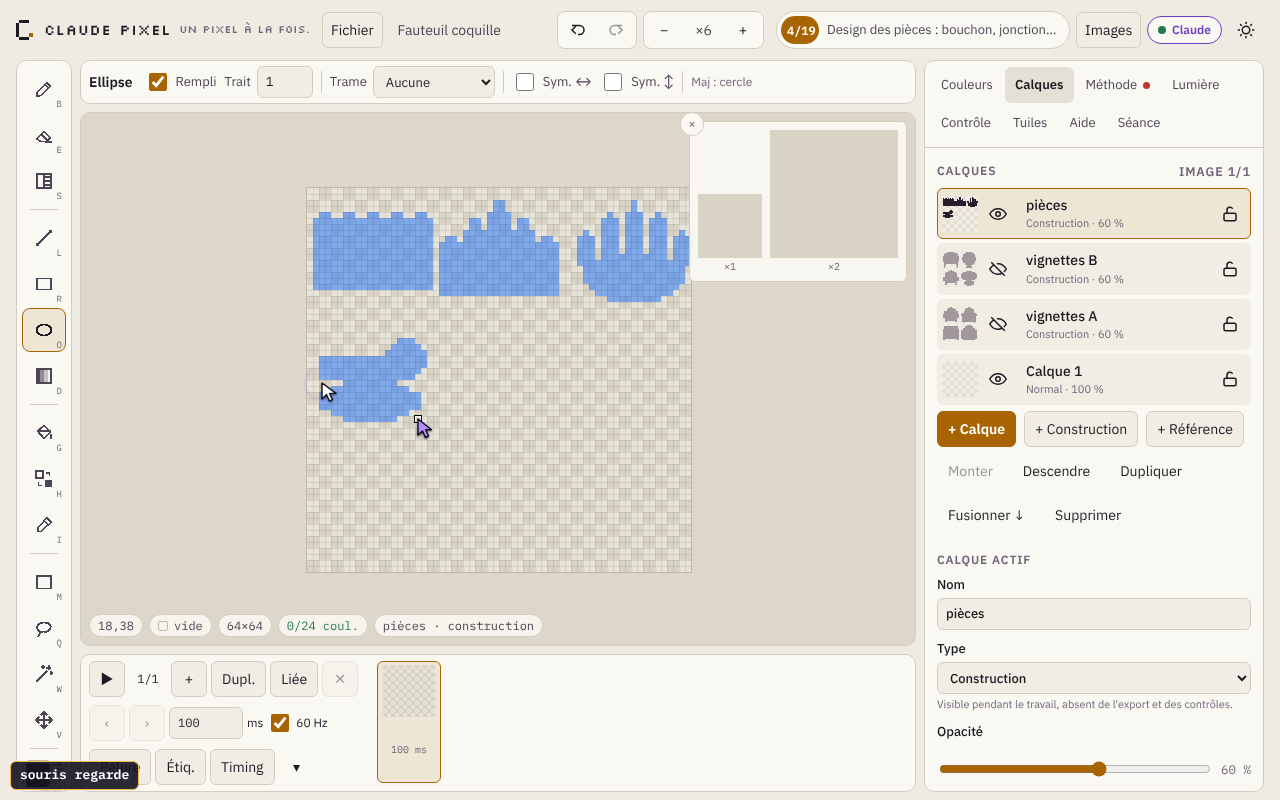 CLAUDE PIXEL
UN PIXEL À LA FOIS.
Fichier
Fauteuil coquille
−
×6
+
4/19
Design des pièces : bouchon, jonction…
Images
Claude
Ellipse
Rempli
Trait
1
Trame
Aucune
Sym. ↔
Sym. ↕
Maj : cercle
B
E
S
L
R
O
D
G
H
I
M
Q
W
V
×
×1
×2
18,38
vide
64×64
0/24 coul.
pièces · construction
1/1
+
Dupl.
Liée
×
‹
›
100
ms
60 Hz
Étiq.
Timing
▼
100 ms
souris regarde
Couleurs
Calques
Méthode
Lumière
Contrôle
Tuiles
Aide
Séance
CALQUES
IMAGE 1/1
pièces
Construction · 60 %
vignettes B
Construction · 60 %
vignettes A
Construction · 60 %
Calque 1
Normal · 100 %
+ Calque
+ Construction
+ Référence
Monter
Descendre
Dupliquer
Fusionner ↓
Supprimer
CALQUE ACTIF
Nom
pièces
Type
Construction
Visible pendant le travail, absent de l'export et des contrôles.
Opacité
60 %